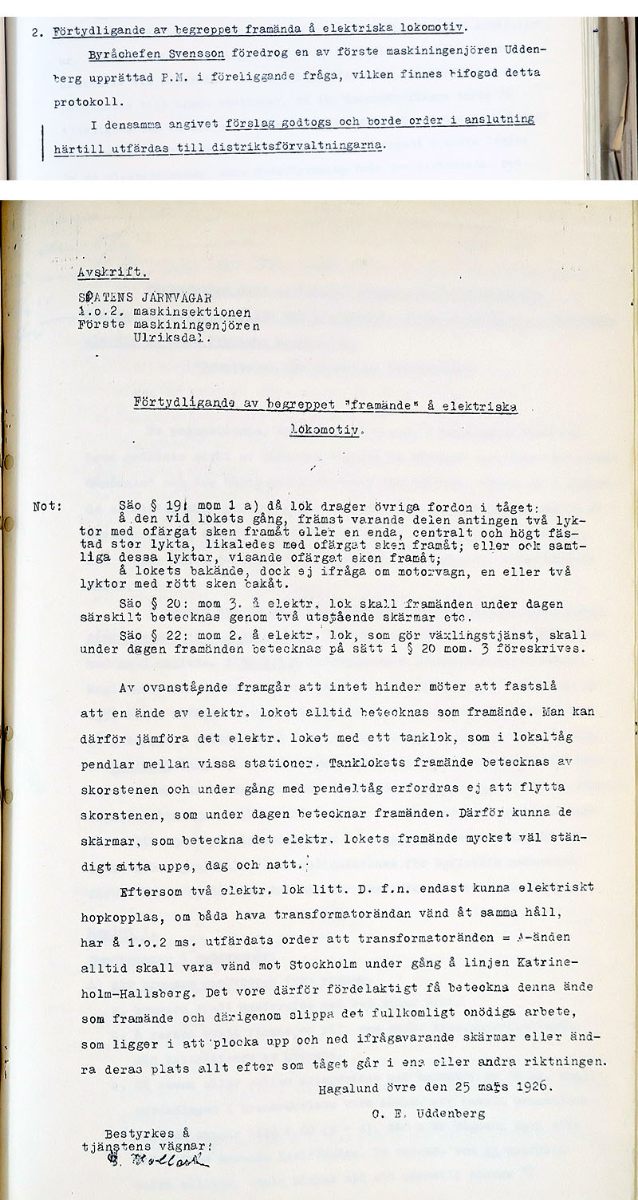 2. Förtydligande av begreppet framända å elektriska lokomotiv.
Byråchefen Svensson föredrog en av förste maskiningenjören Udden-
berg upprättad P.M. i föreliggande fråga, vilken finnes bifogad detta
protokoll.
I densamma angivet förslag godtogs och borde order i anslutning
härtill utfärdas till distriktsförvaltningarna.
Avskrift.
STATENS JÄRNVÄGAR
1.o.2. maskinsektionen
Förste maskiningenjören
Ulriksdal.
Förtydligande av begreppet "framände" å elektriska
lokomotiv.
Not: Säo § 19 mom 1 a) då lok drager övriga fordon i tåget:
å den vid lokets gång, främst varande delen antingen två lyk-
tor med ofärgat sken framåt eller en enda, centralt och högt fäs-
tad stor lykta, likaledes med ofärgat sken framåt; eller ock samt-
liga dessa lyktor, visande ofärgat sken framåt;
å lokets bakände, dock ej ifråga om motorvagn, en eller två
lyktor med rött sken bakåt.
Säo § 20: mom 3. å elektr. lok skall framänden under dagen
särskilt betecknas genom två utstående skärmar etc.
Säo § 22: mom 2. å elektr. lok, som gör växlingstjänst, skall
under dagen framänden betecknas på sätt i § 20 mom. 3 föreskrives.
Av ovanstående framgår att intet hinder möter att fastslå
att en ände av elektr. loket alltid betecknas som framände. Man kan
därför jämföra det elektr. loket med ett tanklok, som i lokaltåg
pendlar mellan vissa stationer. Tanklokets framände betecknas av
skorstenen och under gång med pendeltåg erfordras ej att flytta
skorstenen, som under dagen betecknar framänden. Därför kunna de
skärmar, som beteckna det elektr. lokets framände mycket väl stän-
digt sitta uppe, dag och natt.
Eftersom två elektr. lok litt. D. f.n. endast kunna elektriskt
hopkopplas, om båda hava transformatorändan vänd åt samma håll,
har å 1.o.2 ms. utfärdats order att transformatoränden = A-änden
alltid skall vara vänd mot Stockholm under gång å linjen Katrine-
holm-Hallsberg. Det vore därför fördelaktigt få beteckna denna ände
som framände och därigenom slippa det fullkomligt onödiga arbete,
som ligger i att plocka upp och ned ifrågavarande skärmar eller änd-
ra deras plats allt efter som tåget går i ena eller andra riktningen.
Hagalund övre den 25 mars 1926.
C. E. Uddenberg
Bestyrkes å
tjänstens vägnar: